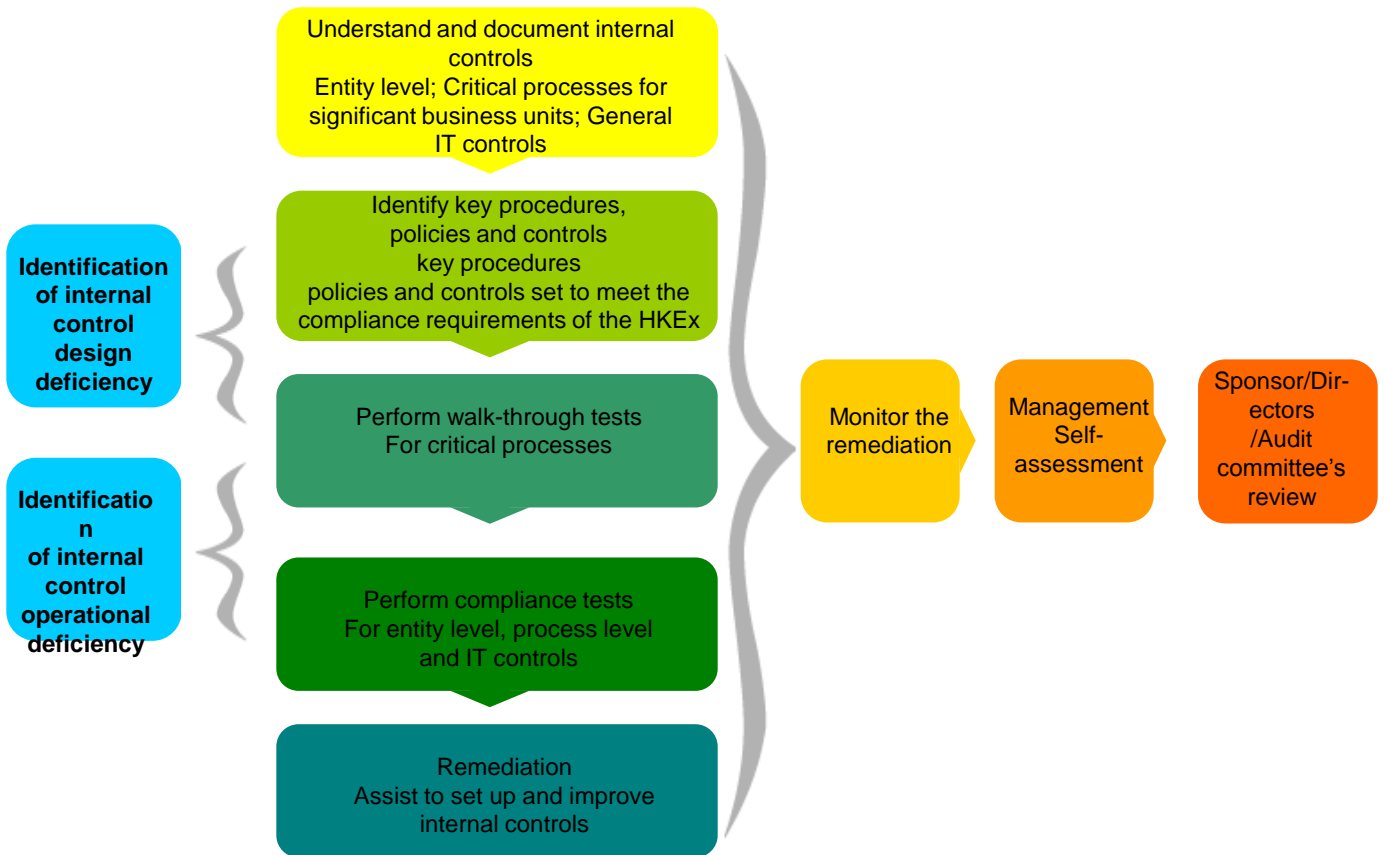 Understand and document internal
controls
Entity level; Critical processes for
significant business units; General
IT controls
Identify key procedures,
policies and controls
key procedures
policies and controls set to meet the
compliance requirements of the HKEx
Identification
of internal
control
design
deficiency
Perform walk-through tests
For critical processes
Identificatio
n
of internal
control
operational
deficiency
Perform compliance tests
For entity level, process level
and IT controls
Remediation
Assist to set up and improve
internal controls
Monitor the
remediation
Management
Self-
assessment
Sponsor/Dir-
ectors
/Audit
committee’s
review